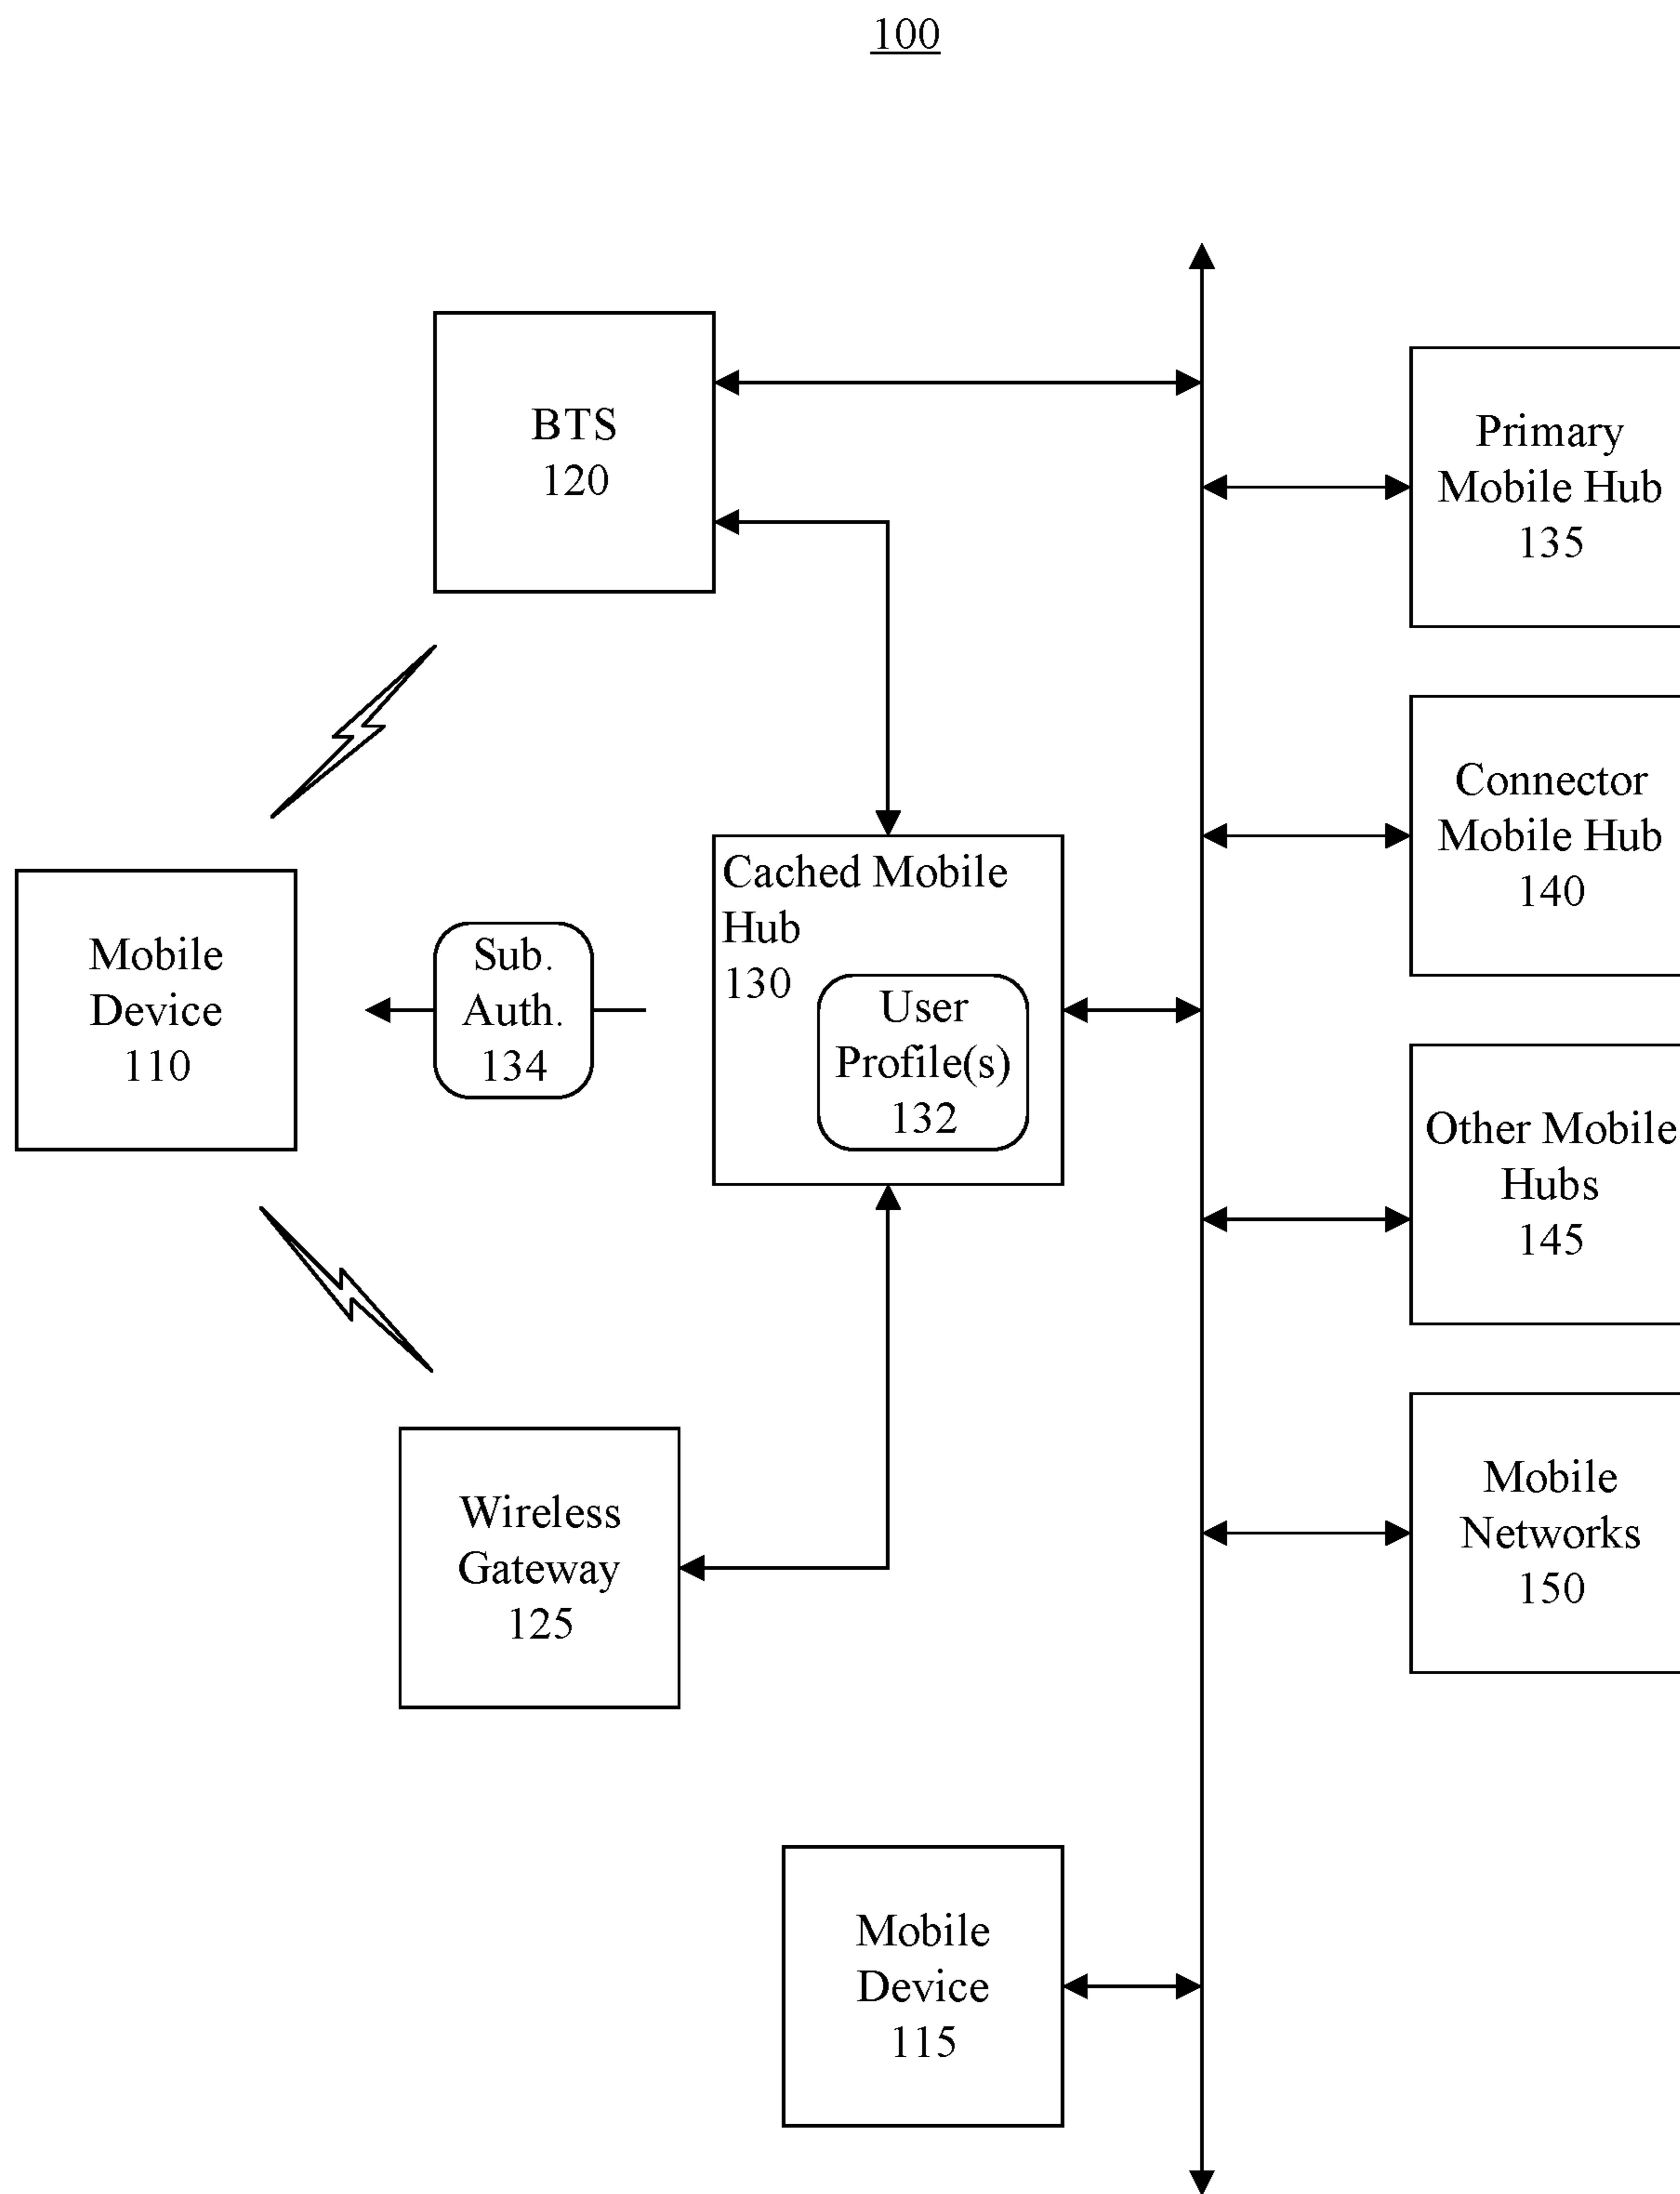 100
BTS
120
Primary
Mobile Hub
135
Connector
Mobile Hub
140
Cached Mobile
Hub
130
User
Profile(s)
132
Mobile
Device
110
Sub.
Auth.
134
Other Mobile
Hubs
145
Wireless
Gateway
125
Mobile
Networks
150
Mobile
Device
115